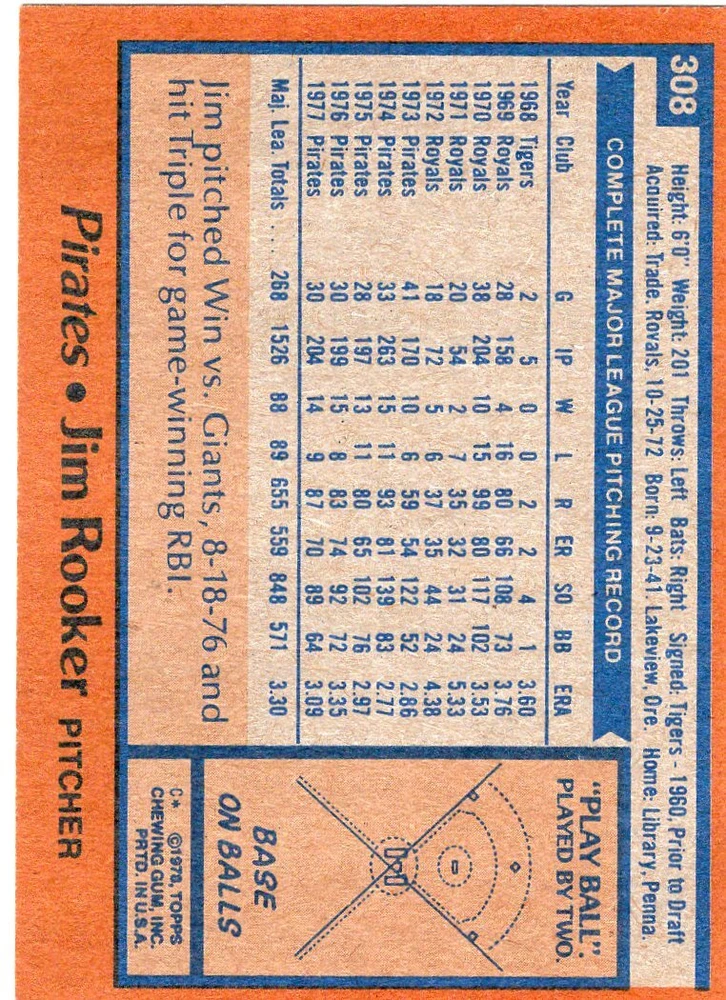 308
Height: 6'0" Weight: 201 Throws: Left Bats: Right Signed: Tigers - 1960, Prior to Draft
Acquired: Trade, Royals, 10-25-72 Born: 9-23-41, Lakeview, Ore. Home: Library, Penna.
COMPLETE MAJOR LEAGUE PITCHING RECORD
Year Club G IP W L R ER SO BB ERA
1968 Tigers 2 5 0 0 2 2 4 1 3.60
1969 Royals 28 158 4 16 80 66 108 73 3.76
1970 Royals 38 204 10 15 99 80 117 102 3.53
1971 Royals 20 54 2 7 35 32 31 24 5.33
1972 Royals 18 72 5 6 37 35 44 24 4.38
1973 Pirates 41 170 10 6 59 54 122 52 2.86
1974 Pirates 33 263 15 11 93 81 139 83 2.77
1975 Pirates 28 197 13 11 80 65 102 76 2.97
1976 Pirates 30 199 15 8 83 74 92 72 3.35
1977 Pirates 30 204 14 9 87 70 89 64 3.09
Maj. Lea. Totals .... 268 1526 88 89 655 559 848 571 3.30
Jim pitched Win vs. Giants, 8-18-76 and
hit Triple for game-winning RBI.
"PLAY BALL".
PLAYED BY TWO.
BASE
ON BALLS
C* ©1978, TOPPS
CHEWING GUM, INC.
PRTD. IN U.S.A.
Pirates • Jim Rooker PITCHER